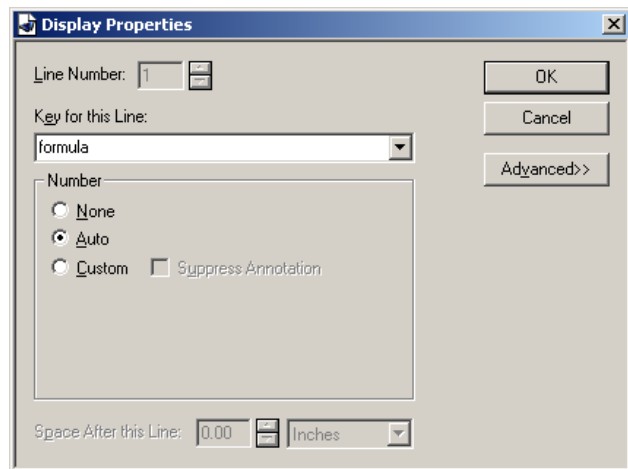 Display Properties
Line Number: 1
OK
Key for this Line:
Cancel
formula
Advanced>>
Number
None
Auto
Custom Suppress Annotation
Space After this Line: 0.00 Inches